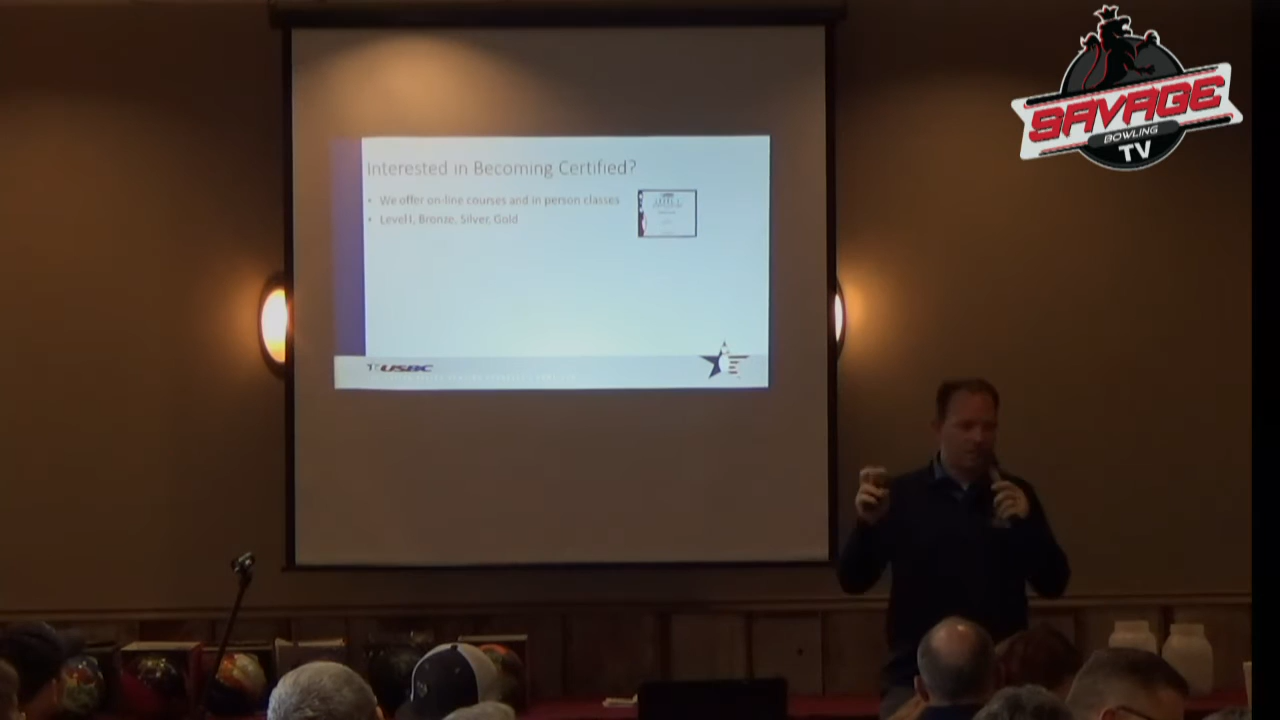 SAVAGE
BOWLING
TV
Interested in Becoming Certified?
• We offer on-line courses and in person classes
• Level I, Bronze, Silver, Gold
USBC